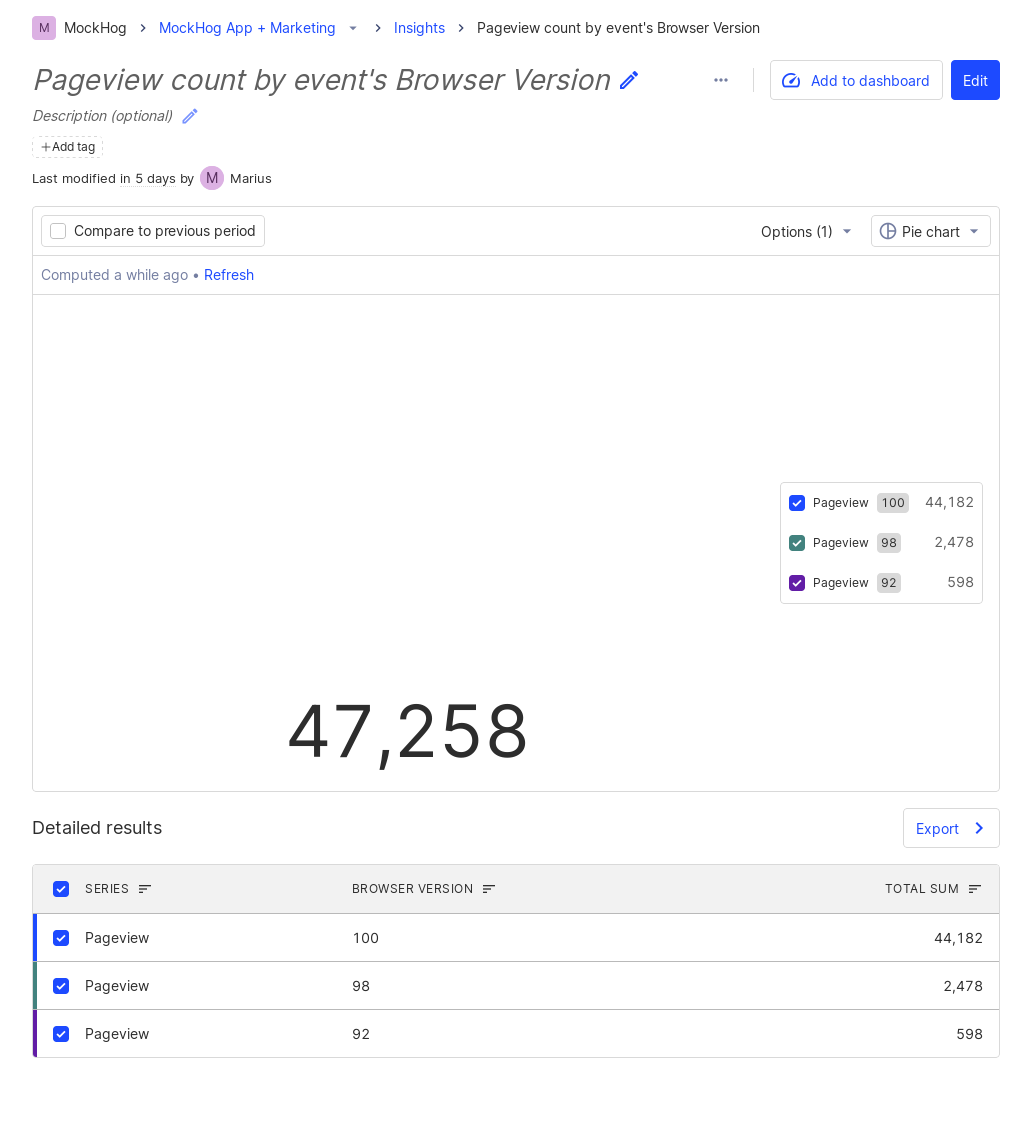 M MockHog MockHog App + Marketing Insights Pageview count by event's Browser Version
Pageview count by event's Browser Version
Add to dashboard
Edit
Description (optional)
Add tag
Last modified in 5 days by M Marius
Compare to previous period
Options (1)
Pie chart
Computed a while ago • Refresh
Pageview 100 44,182
Pageview 98 2,478
Pageview 92 598
47,258
Detailed results
Export
SERIES BROWSER VERSION TOTAL SUM
Pageview 100 44,182
Pageview 98 2,478
Pageview 92 598